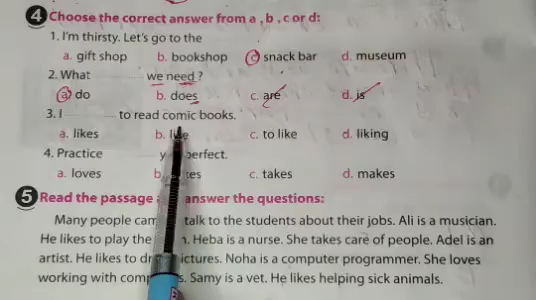 4 Choose the correct answer from a , b , c or d:
1. I'm thirsty. Let's go to the
a. gift shop b. bookshop c snack bar d. museum
2. What we need ?
a do b. does c. are d. is
3. I to read comic books.
a. likes b. c. to like d. liking
4. Practice perfect.
a. loves b. c. takes d. makes
5 Read the passage answer the questions:
Many people talk to the students about their jobs. Ali is a musician.
He likes to play the Heba is a nurse. She takes care of people. Adel is an
artist. He likes to Noha is a computer programmer. She loves
working with Samy is a vet. He likes helping sick animals.